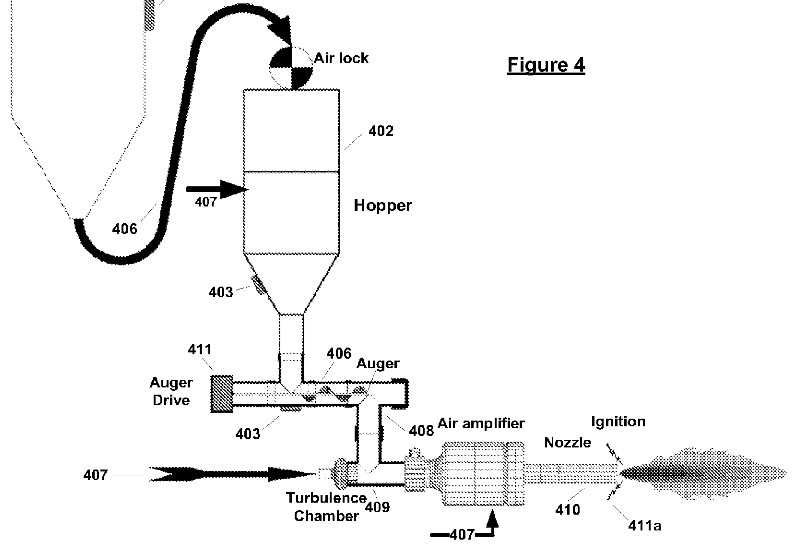 Air lock
Figure 4
402
407
Hopper
406
403
411
406
Auger
Auger
Drive
403
408
Air amplifier
Ignition
Nozzle
407
Turbulence
Chamber
409
410
411a
407